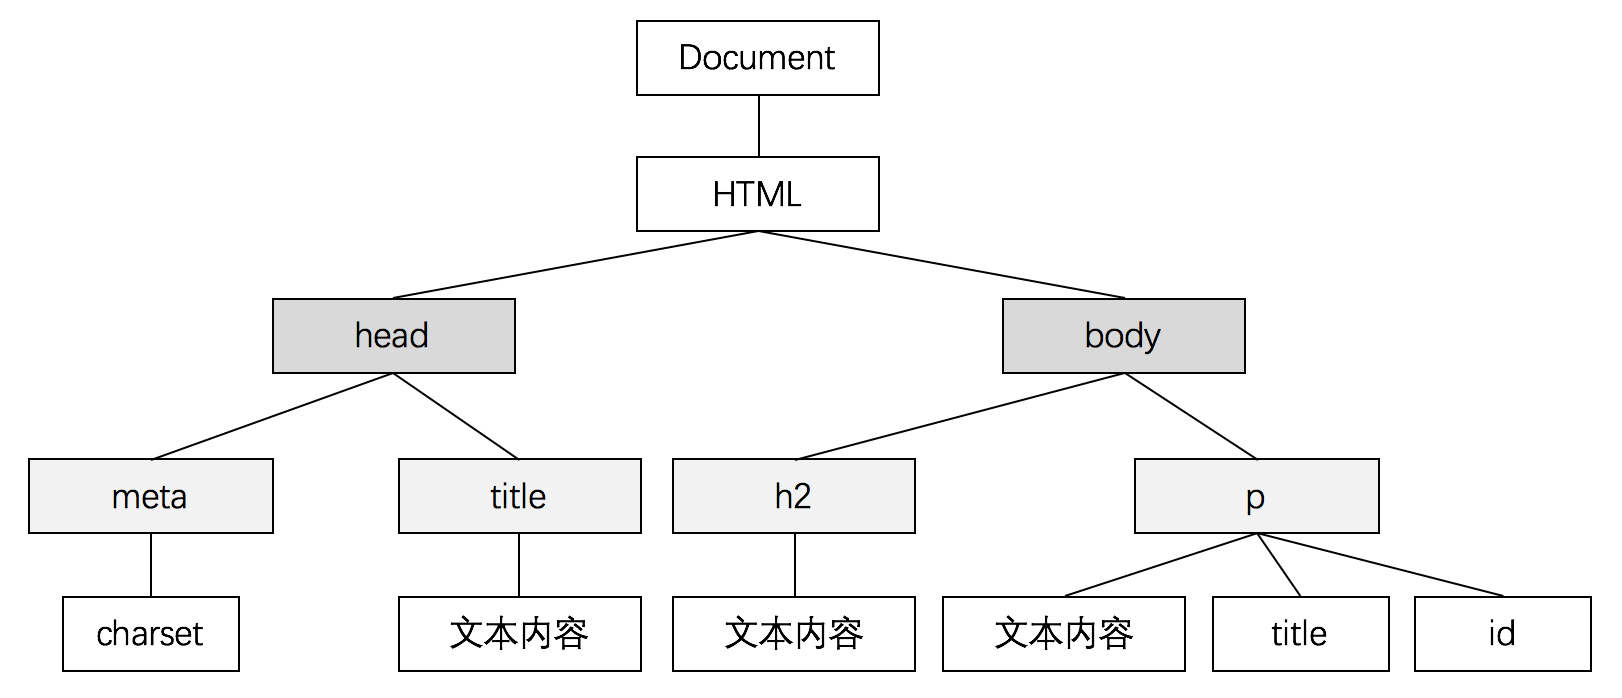 Document
HTML
head
body
meta
title
h2
p
charset
文本内容
文本内容
文本内容
title
id